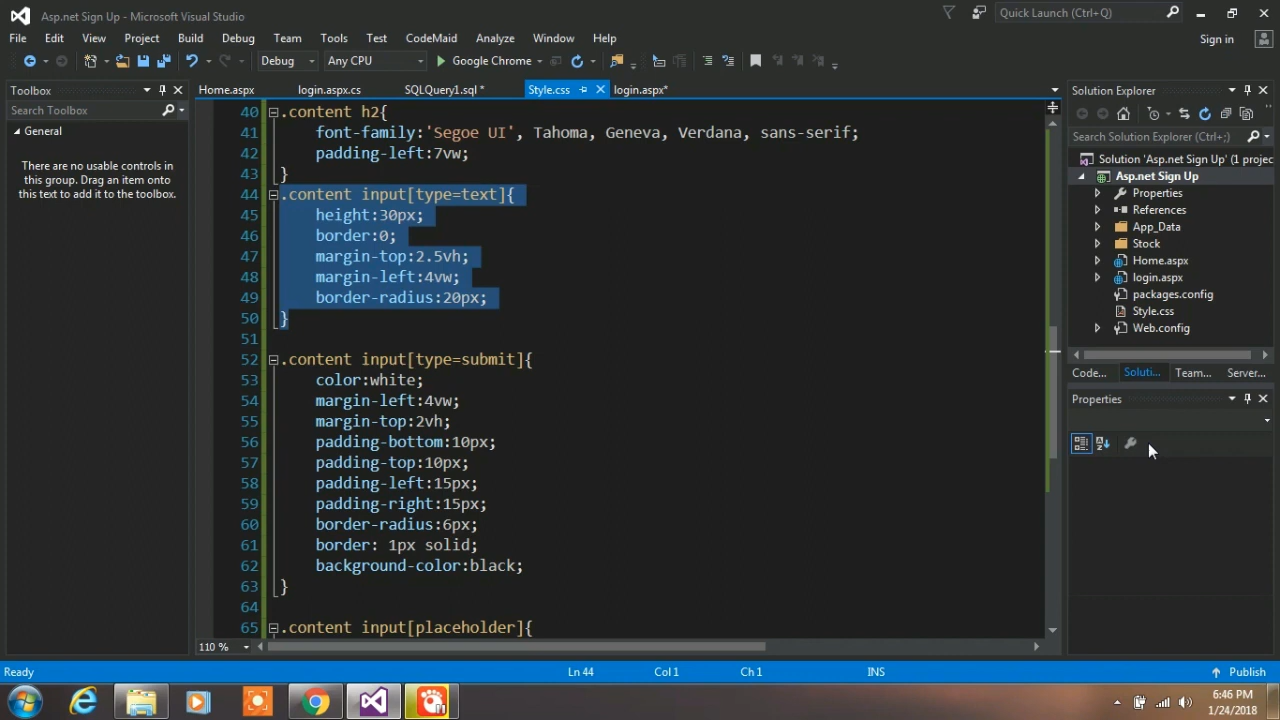 Asp.net Sign Up - Microsoft Visual Studio
Quick Launch (Ctrl+Q)
File Edit View Project Build Debug Team Tools Test CodeMaid Analyze Window Help
Sign in
Debug Any CPU Google Chrome
Toolbox
Search Toolbox
General
There are no usable controls in
this group. Drag an item onto
this text to add it to the toolbox.
Home.aspx login.aspx.cs SQLQuery1.sql * Style.css login.aspx*
40 .content h2{
41 font-family:'Segoe UI', Tahoma, Geneva, Verdana, sans-serif;
42 padding-left:7vw;
43 }
44 .content input[type=text]{
45 height:30px;
46 border:0;
47 margin-top:2.5vh;
48 margin-left:4vw;
49 border-radius:20px;
50 }
51
52 .content input[type=submit]{
53 color:white;
54 margin-left:4vw;
55 margin-top:2vh;
56 padding-bottom:10px;
57 padding-top:10px;
58 padding-left:15px;
59 padding-right:15px;
60 border-radius:6px;
61 border: 1px solid;
62 background-color:black;
63 }
64
65 .content input[placeholder]{
110 %
Solution Explorer
Search Solution Explorer (Ctrl+;)
Solution 'Asp.net Sign Up' (1 projec
Asp.net Sign Up
Properties
References
App_Data
Stock
Home.aspx
login.aspx
packages.config
Style.css
Web.config
Code... Soluti... Team... Server...
Properties
Ready Ln 44 Col 1 Ch 1 INS Publish
6:46 PM
1/24/2018